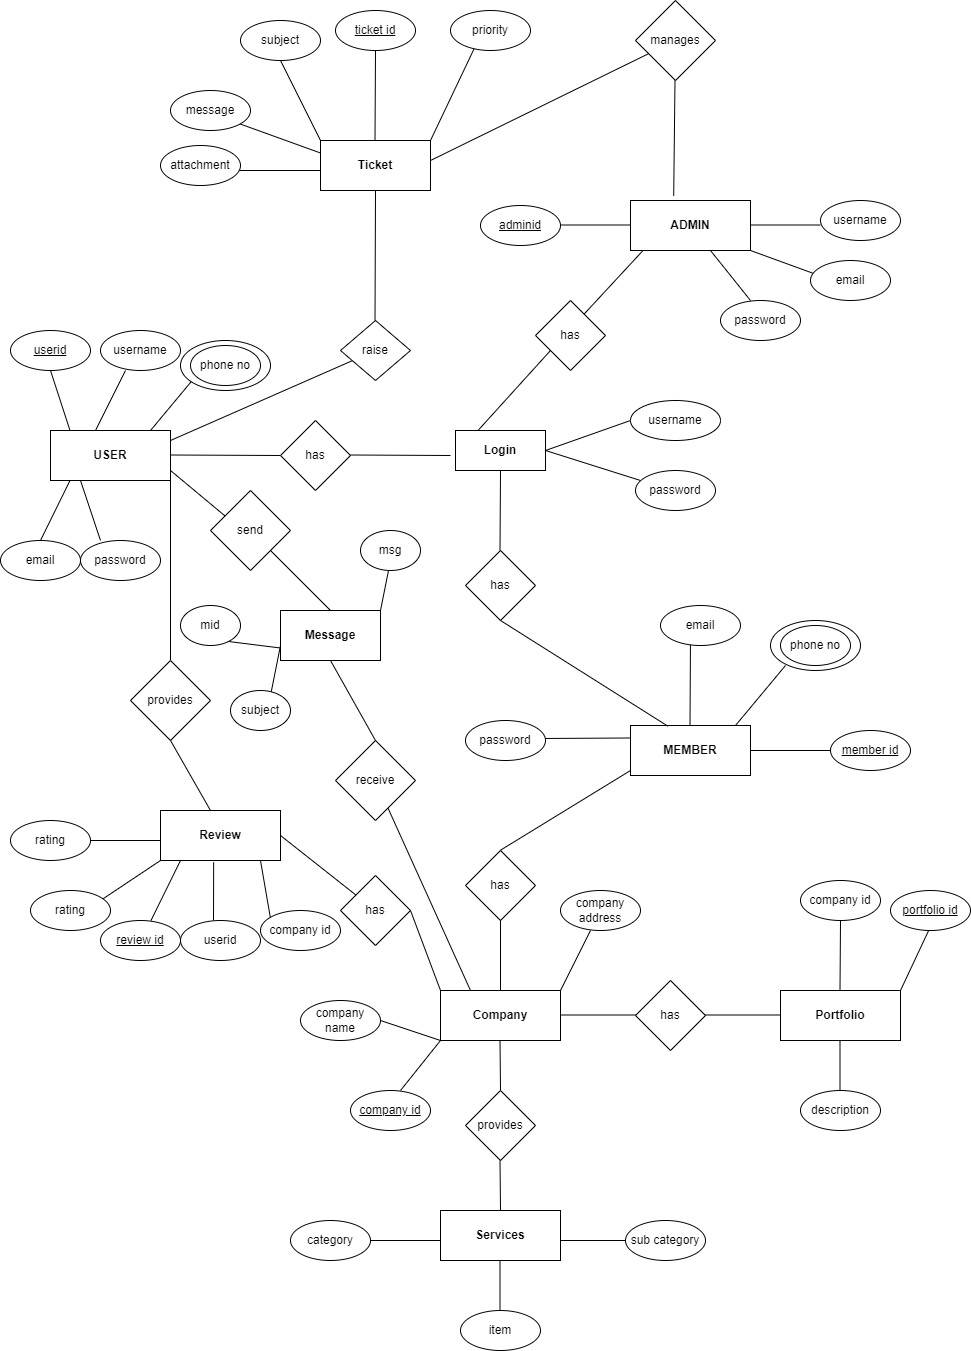 ticket id
priority
subject
manages
message
attachment
Ticket
adminid
ADMIN
username
email
password
has
userid
username
phone no
raise
USER
has
Login
username
password
email
password
send
msg
has
mid
Message
subject
email
phone no
provides
password
MEMBER
member id
receive
rating
Review
rating
review id
userid
company id
has
has
company
address
company id
portfolio id
company
name
Company
has
Portfolio
company id
provides
description
category
Services
sub category
item